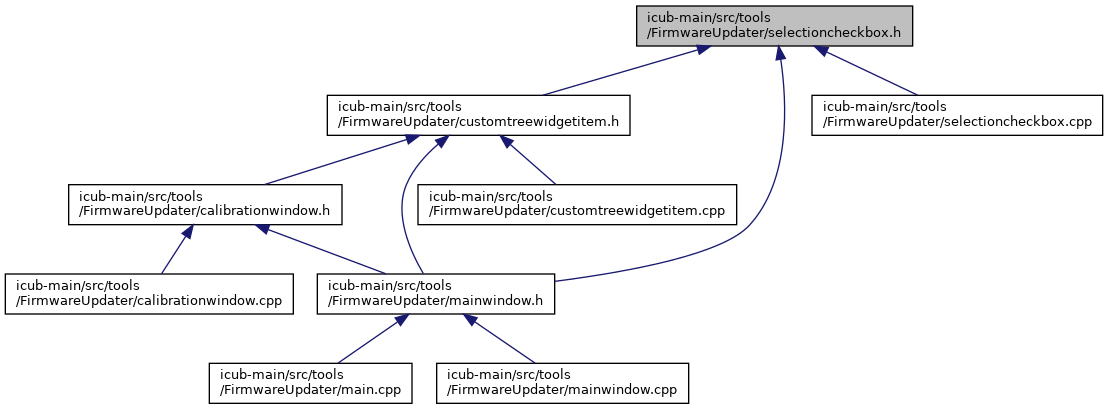 icub-main/src/tools
/FirmwareUpdater/selectioncheckbox.h
icub-main/src/tools
/FirmwareUpdater/customtreewidgetitem.h
icub-main/src/tools
/FirmwareUpdater/selectioncheckbox.cpp
icub-main/src/tools
/FirmwareUpdater/calibrationwindow.h
icub-main/src/tools
/FirmwareUpdater/customtreewidgetitem.cpp
icub-main/src/tools
/FirmwareUpdater/calibrationwindow.cpp
icub-main/src/tools
/FirmwareUpdater/mainwindow.h
icub-main/src/tools
/FirmwareUpdater/main.cpp
icub-main/src/tools
/FirmwareUpdater/mainwindow.cpp